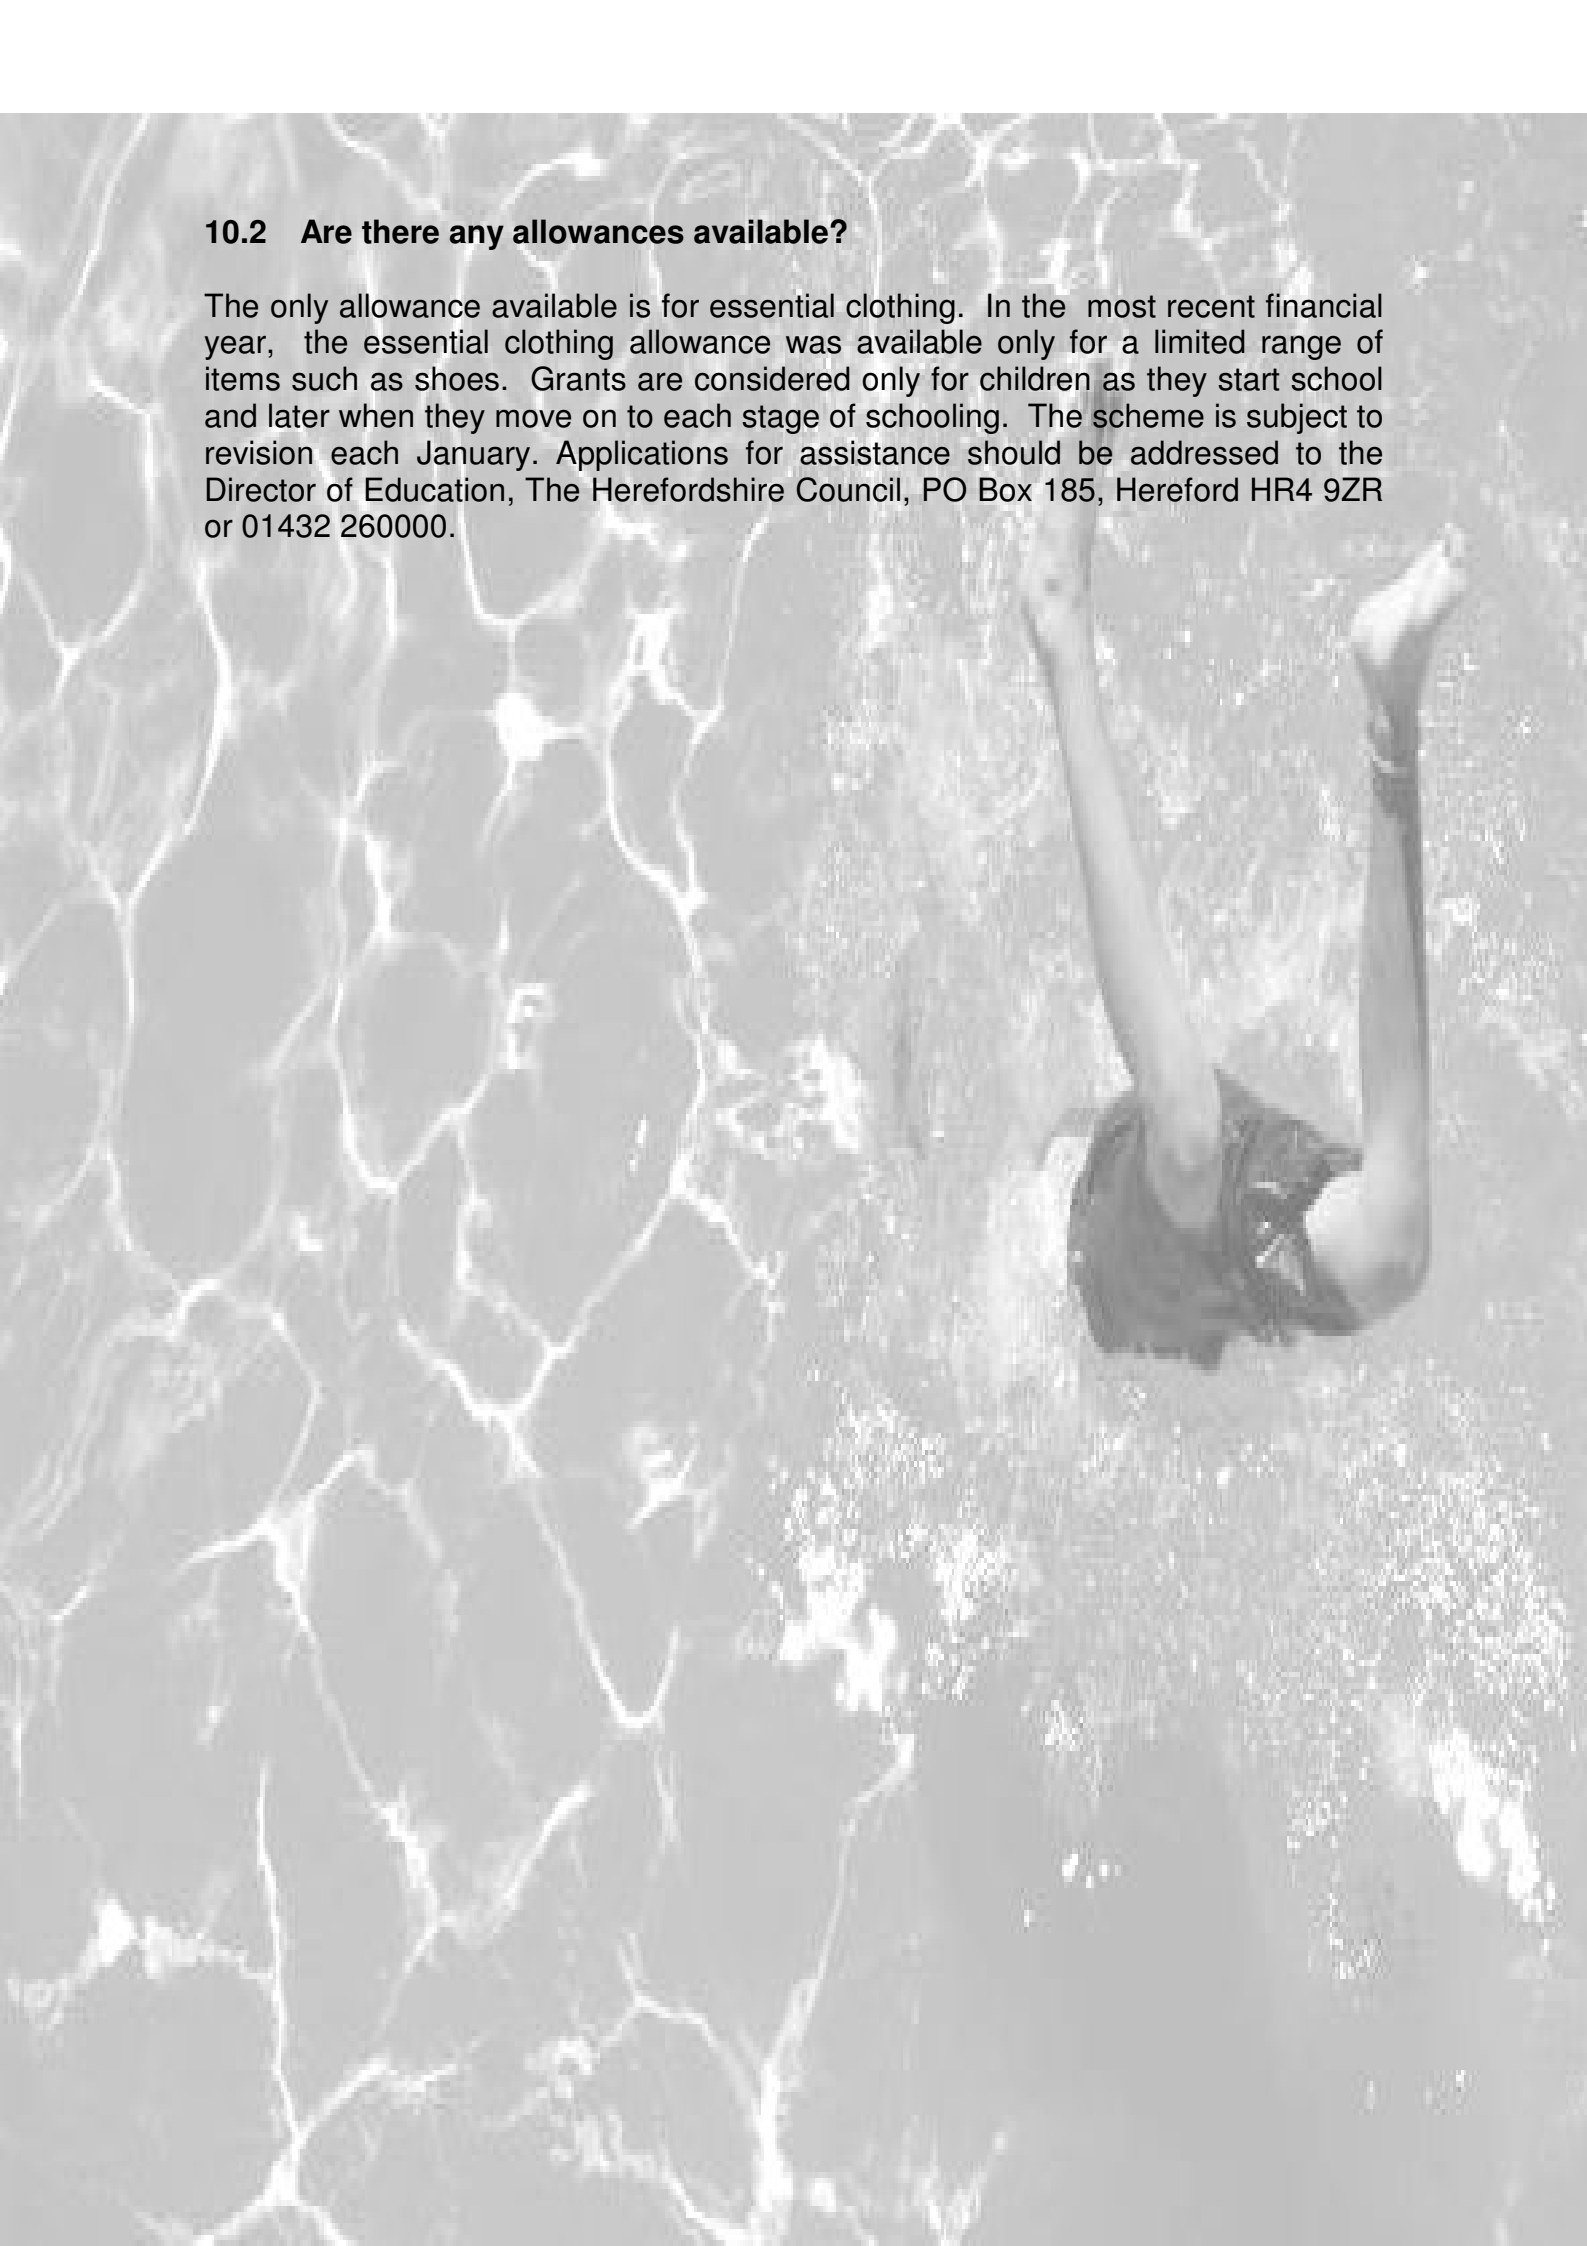 10.2 Are there any allowances available?
The only allowance available is for essential clothing. In the most recent financial
year, the essential clothing allowance was available only for a limited range of
items such as shoes. Grants are considered only for children as they start school
and later when they move on to each stage of schooling. The scheme is subject to
revision each January. Applications for assistance should be addressed to the
Director of Education, The Herefordshire Council, PO Box 185, Hereford HR4 9ZR
or 01432 260000.